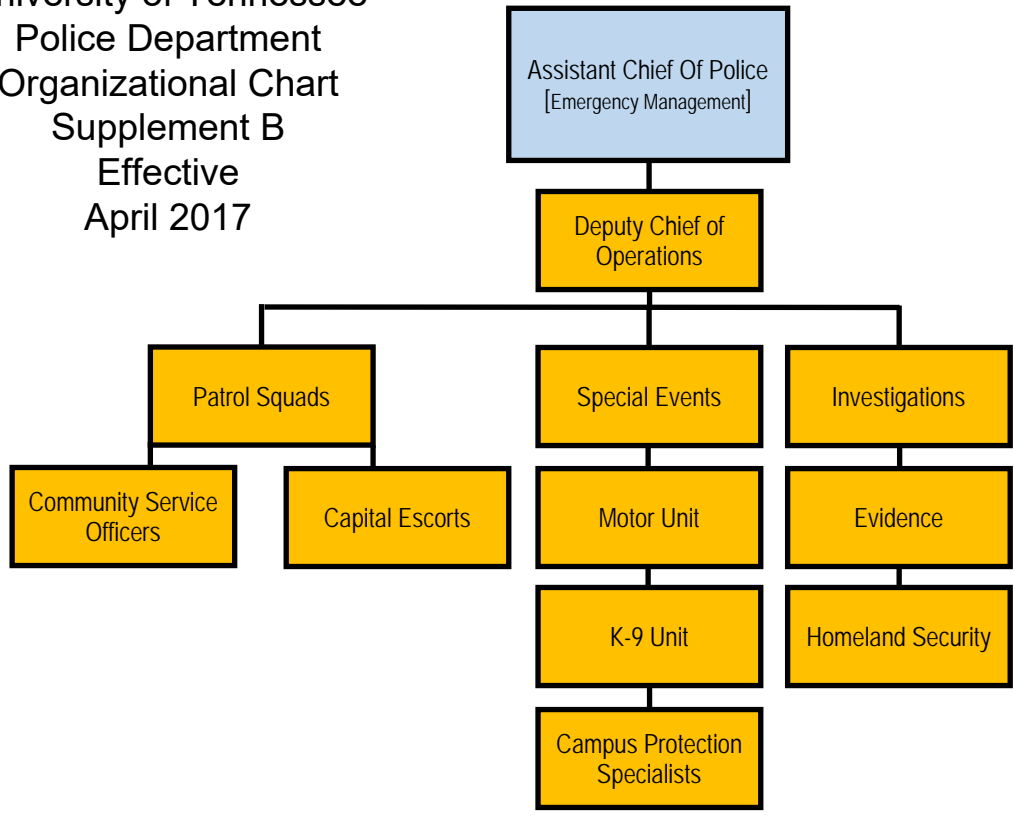 of Tennessee
Police Department
Organizational Chart
Supplement B
Effective
April 2017
Assistant Chief Of Police
[Emergency Management]
Deputy Chief of
Operations
Patrol Squads
Special Events
Investigations
Community Service
Officers
Capital Escorts
Motor Unit
Evidence
K-9 Unit
Homeland Security
Campus Protection
Specialists